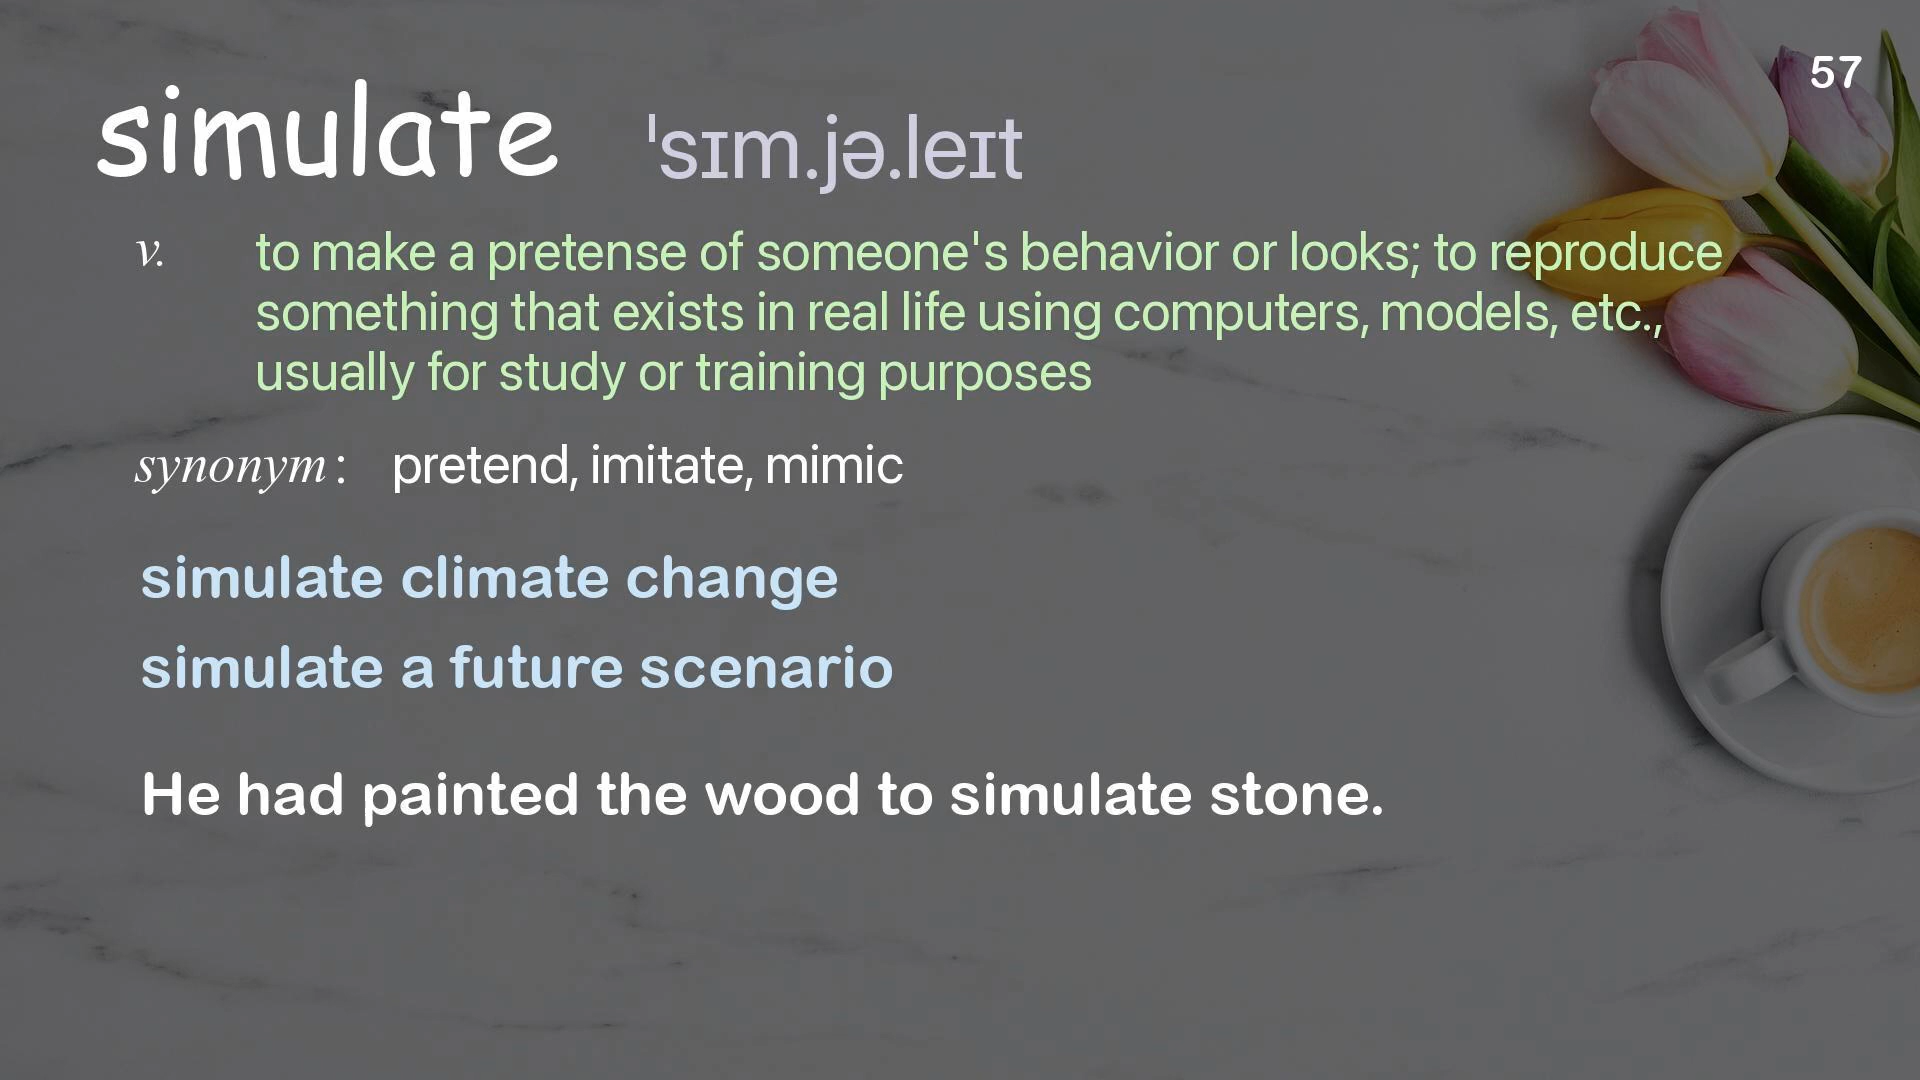 57
simulate ˈsɪm.jə.leɪt
v. to make a pretense of someone's behavior or looks; to reproduce
something that exists in real life using computers, models, etc.,
usually for study or training purposes
synonym: pretend, imitate, mimic
simulate climate change
simulate a future scenario
He had painted the wood to simulate stone.